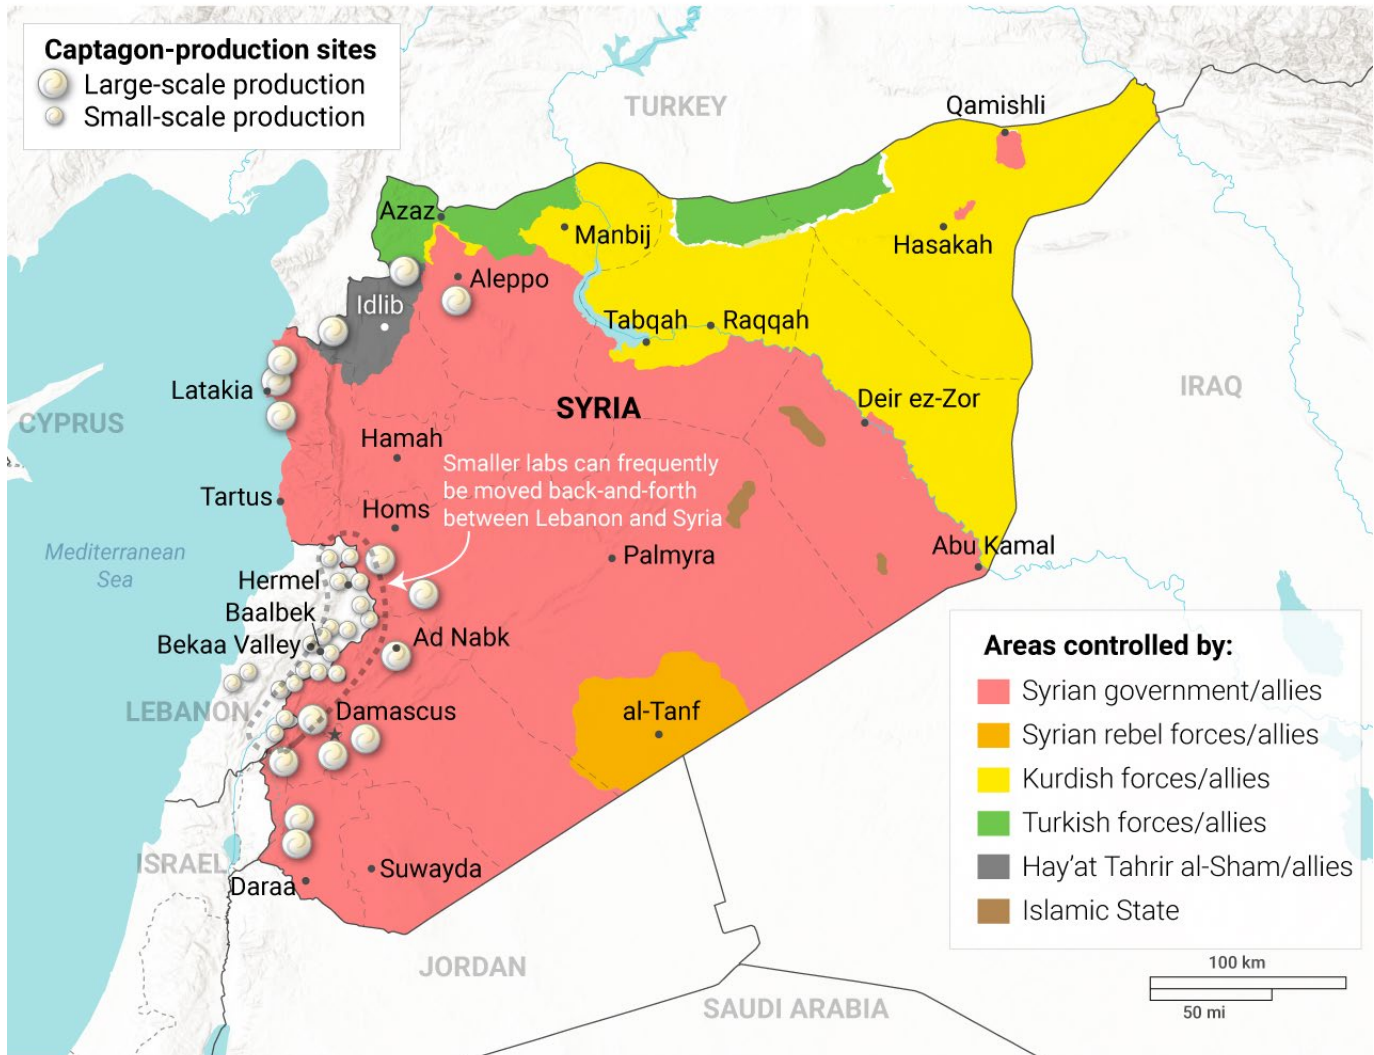 Captagon-production sites
Large-scale production
Small-scale production
TURKEY
Qamishli
Azaz
Manbij
Hasakah
Aleppo
Idlib
Tabqah
Raqqah
Latakia
SYRIA
Deir ez-Zor
IRAQ
CYPRUS
Hamah
Smaller labs can frequently
be moved back-and-forth
between Lebanon and Syria
Tartus
Homs
Mediterranean
Sea
Palmyra
Abu Kamal
Hermel
Baalbek
Bekaa Valley
Ad Nabk
LEBANON
Damascus
al-Tanf
Areas controlled by:
Syrian government/allies
Syrian rebel forces/allies
Kurdish forces/allies
Turkish forces/allies
Hay’at Tahrir al-Sham/allies
Islamic State
ISRAEL
Daraa
Suwayda
JORDAN
SAUDI ARABIA
100 km
50 mi